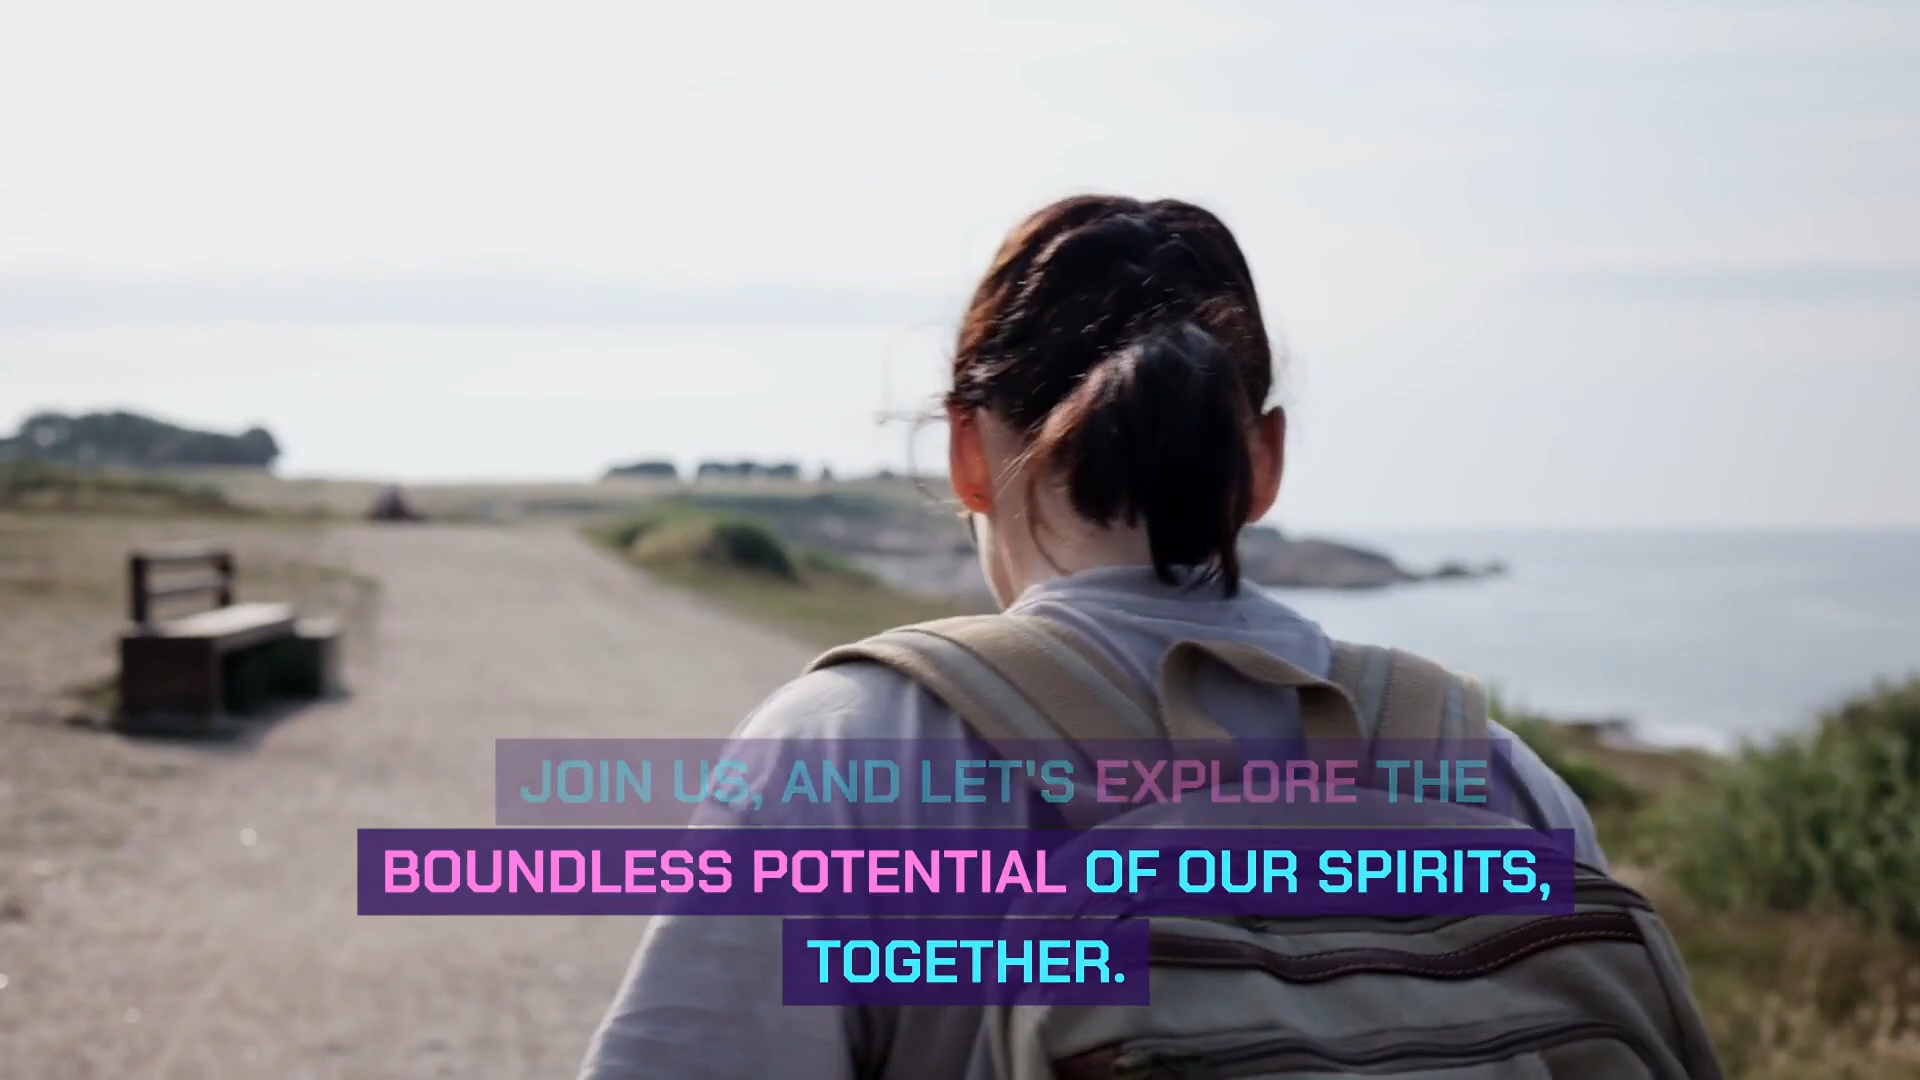 JOIN US, AND LET'S EXPLORE THE
BOUNDLESS POTENTIAL OF OUR SPIRITS,
TOGETHER.